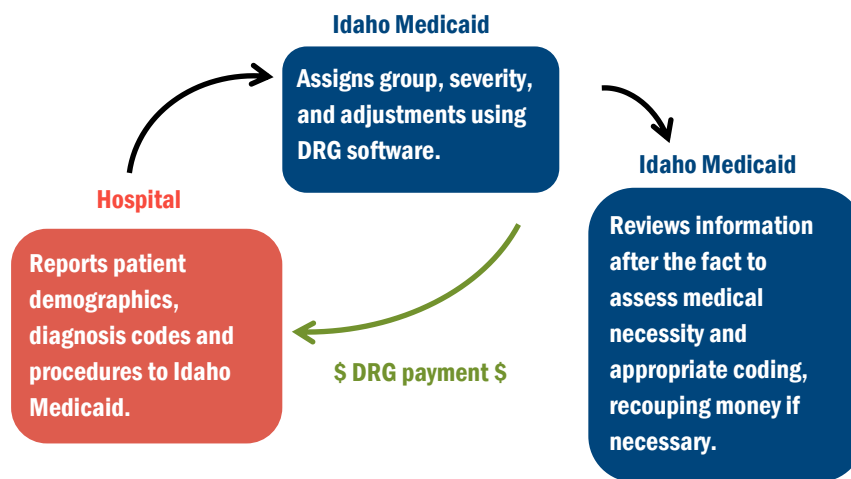 Idaho Medicaid
Assigns group, severity,
and adjustments using
DRG software.
Idaho Medicaid
Hospital
Reports patient
demographics,
diagnosis codes and
procedures to Idaho
Medicaid.
Reviews information
after the fact to
assess medical
necessity and
appropriate coding,
recouping money if
necessary.
$ DRG payment $